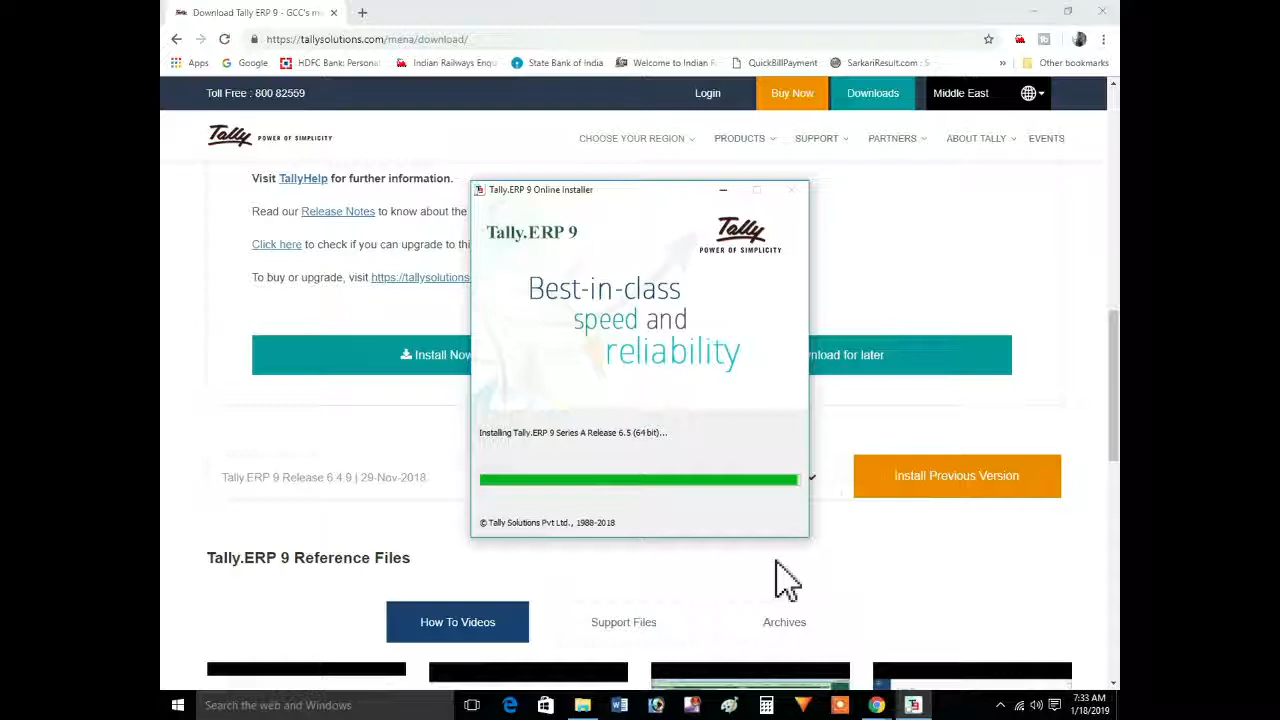 Download Tally ERP 9 - GCC's m
https://tallysolutions.com/mena/download/
Apps Google HDFC Bank: Personal Indian Railways Enqu State Bank of India Welcome to Indian R QuickBillPayment SarkariResult.com : S » Other bookmarks
Toll Free : 800 82559 Login Buy Now Downloads Middle East
Tally POWER OF SIMPLICITY CHOOSE YOUR REGION PRODUCTS SUPPORT PARTNERS ABOUT TALLY EVENTS
Visit TallyHelp for further information.
Read our Release Notes to know about the
Click here to check if you can upgrade to thi
To buy or upgrade, visit https://tallysolutions
Install Now
nload for later
Tally.ERP 9 Online Installer
Tally.ERP 9
Tally
POWER OF SIMPLICITY
Best-in-class
speed and
reliability
Installing Tally.ERP 9 Series A Release 6.5 (64 bit)...
© Tally Solutions Pvt Ltd., 1988-2018
Tally.ERP 9 Release 6.4.9 | 29-Nov-2018 Install Previous Version
Tally.ERP 9 Reference Files
How To Videos Support Files Archives
Search the web and Windows
7:33 AM
1/18/2019